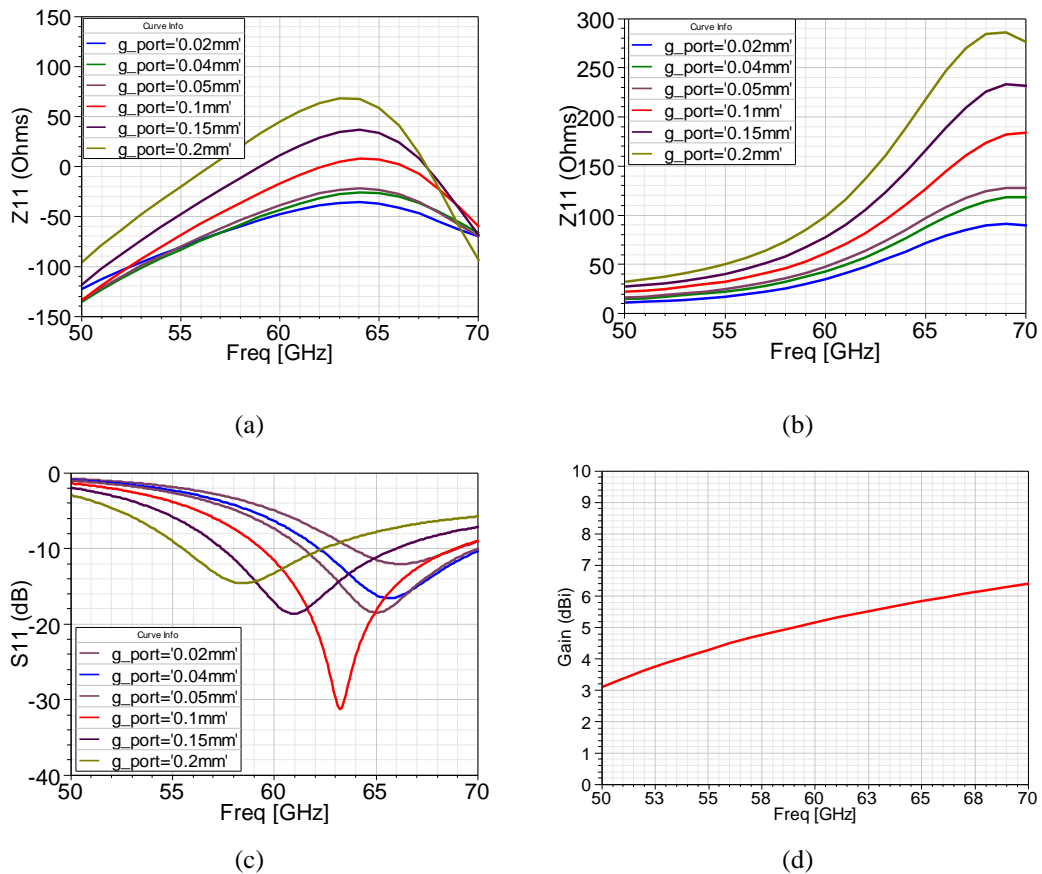 150
100
50
0
-50
-100
-150
Z11 (Ohms)
Curve Info
g_port='0.02mm'
g_port='0.04mm'
g_port='0.05mm'
g_port='0.1mm'
g_port='0.15mm'
g_port='0.2mm'
50 55 60 65 70
Freq [GHz]
(a)
300
250
200
150
100
50
0
Z11 (Ohms)
Curve Info
g_port='0.02mm'
g_port='0.04mm'
g_port='0.05mm'
g_port='0.1mm'
g_port='0.15mm'
g_port='0.2mm'
50 55 60 65 70
Freq [GHz]
(b)
0
-10
-20
-30
-40
S11 (dB)
Curve Info
g_port='0.02mm'
g_port='0.04mm'
g_port='0.05mm'
g_port='0.1mm'
g_port='0.15mm'
g_port='0.2mm'
50 55 60 65 70
Freq [GHz]
(c)
10
9
8
7
6
5
4
3
2
1
0
Gain (dBi)
50 53 55 58 60 63 65 68 70
Freq [GHz]
(d)